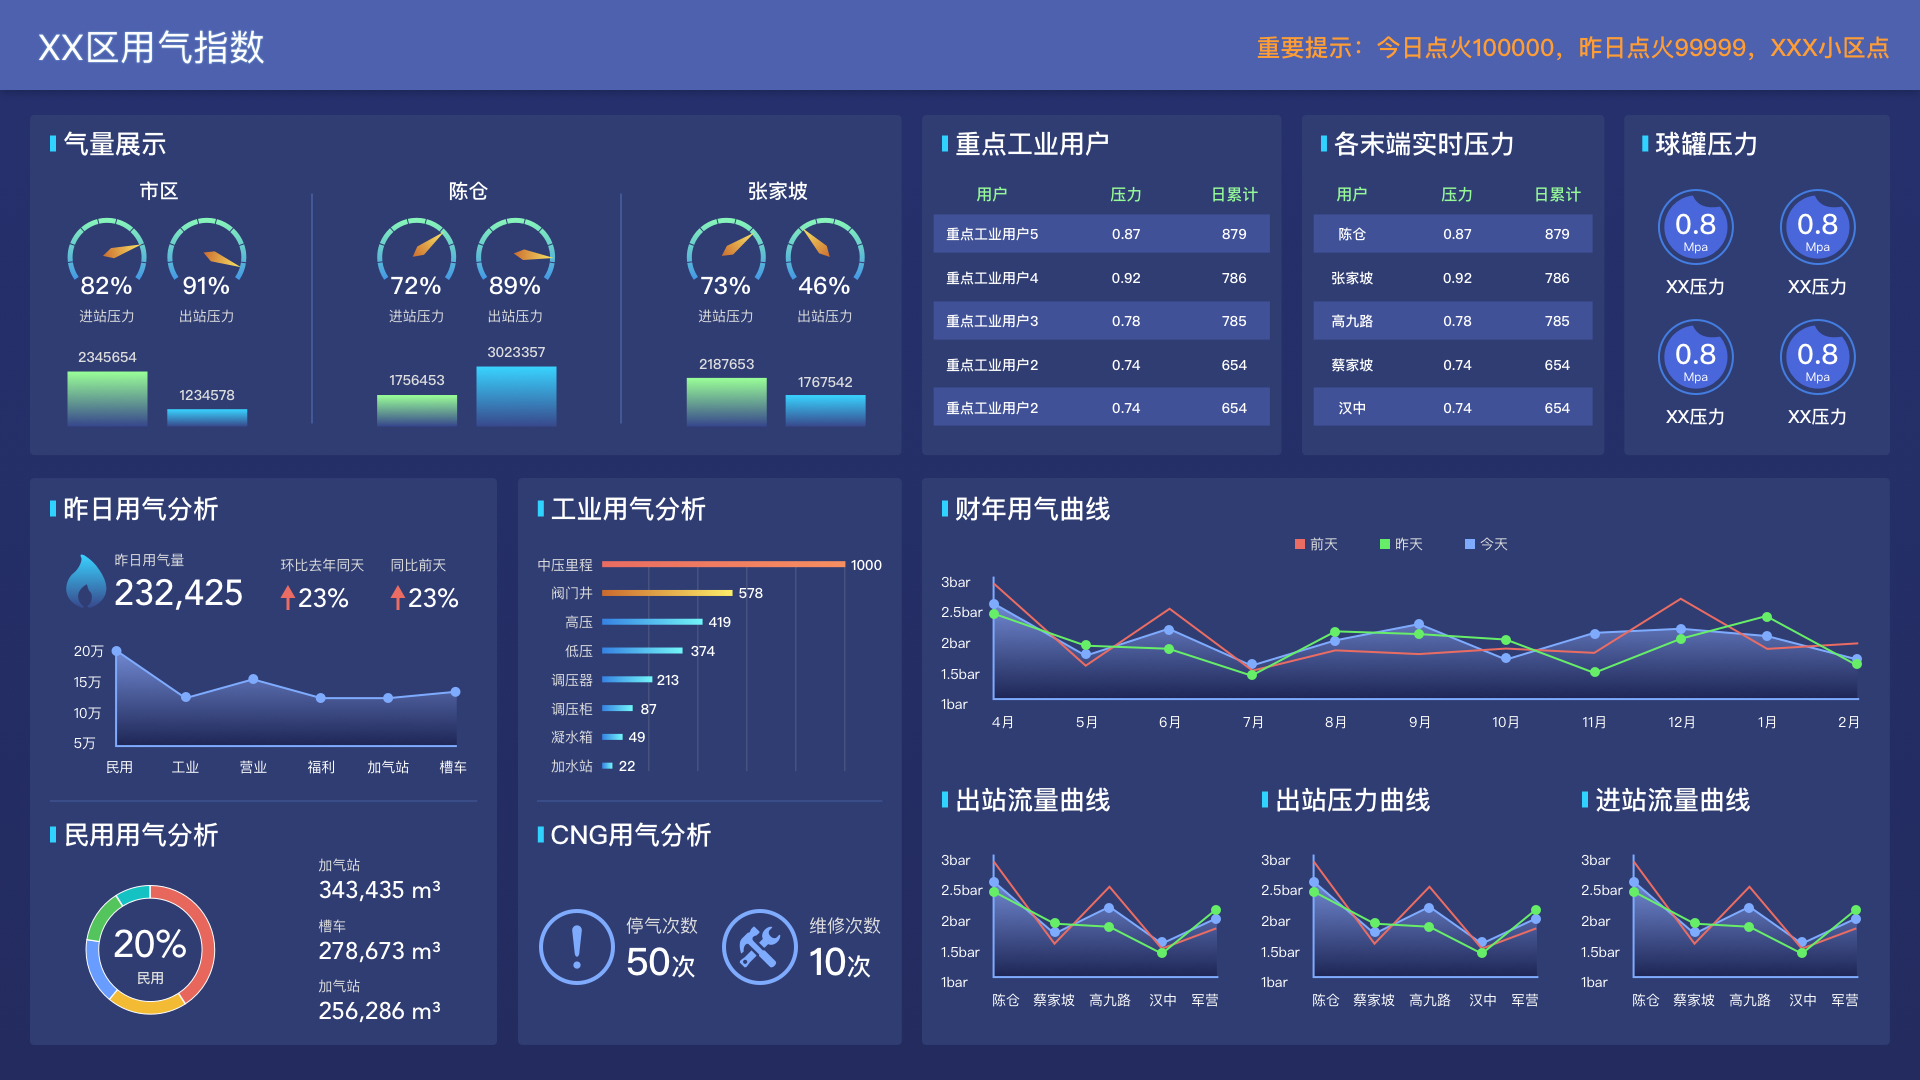 XX区用气指数
重要提示：今日点火100000，昨日点火99999，XXX小区点
气量展示
市区
82%
91%
进站压力
出站压力
2345654
1234578
陈仓
72%
89%
进站压力
出站压力
1756453
3023357
张家坡
73%
46%
进站压力
出站压力
2187653
1767542
重点工业用户
用户 压力 日累计
重点工业用户5 0.87 879
重点工业用户4 0.92 786
重点工业用户3 0.78 785
重点工业用户2 0.74 654
重点工业用户2 0.74 654
各末端实时压力
用户 压力 日累计
陈仓 0.87 879
张家坡 0.92 786
高九路 0.78 785
蔡家坡 0.74 654
汉中 0.74 654
球罐压力
0.8
Mpa
XX压力
0.8
Mpa
XX压力
0.8
Mpa
XX压力
0.8
Mpa
XX压力
昨日用气分析
昨日用气量
232,425
环比去年同天
23%
同比前天
23%
20万
15万
10万
5万
民用 工业 营业 福利 加气站 槽车
民用用气分析
20%
民用
加气站
343,435 m³
槽车
278,673 m³
加气站
256,286 m³
工业用气分析
中压里程 1000
阀门井 578
高压 419
低压 374
调压器 213
调压柜 87
凝水箱 49
加水站 22
CNG用气分析
停气次数
50次
维修次数
10次
财年用气曲线
前天 昨天 今天
3bar
2.5bar
2bar
1.5bar
1bar
4月 5月 6月 7月 8月 9月 10月 11月 12月 1月 2月
出站流量曲线
3bar
2.5bar
2bar
1.5bar
1bar
陈仓 蔡家坡 高九路 汉中 军营
出站压力曲线
3bar
2.5bar
2bar
1.5bar
1bar
陈仓 蔡家坡 高九路 汉中 军营
进站流量曲线
3bar
2.5bar
2bar
1.5bar
1bar
陈仓 蔡家坡 高九路 汉中 军营